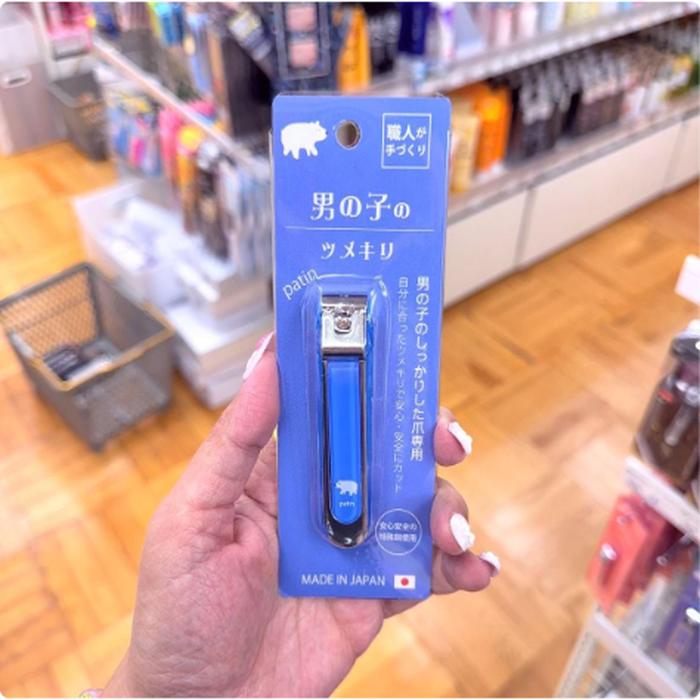 職人が
手づくり
男の子の
ツメキリ
patin
男の子のしっかりした爪専用
自分に合ったツメキリで安心・安全にカット
patin
安心安全の
特殊鋼使用
MADE IN JAPAN